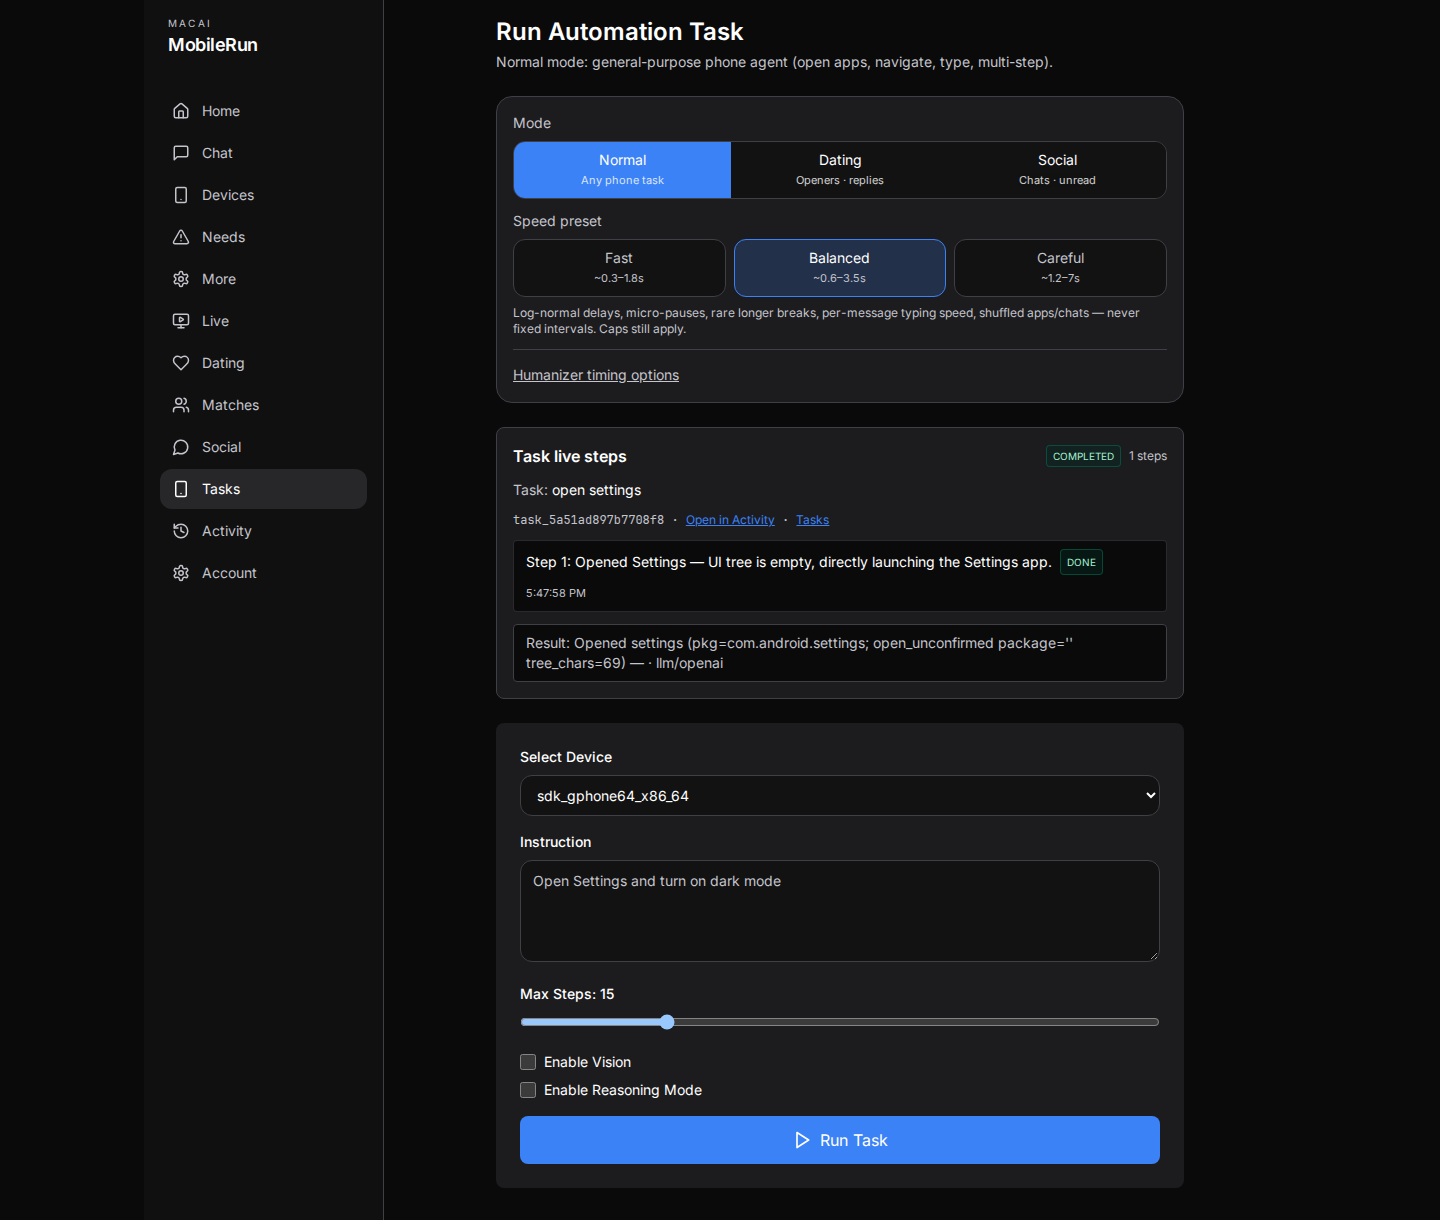 MACAI
MobileRun
Home
Chat
Devices
Needs
More
Live
Dating
Matches
Social
Tasks
Activity
Account
Run Automation Task
Normal mode: general-purpose phone agent (open apps, navigate, type, multi-step).
Mode
Normal
Any phone task
Dating
Openers · replies
Social
Chats · unread
Speed preset
Fast
~0.3–1.8s
Balanced
~0.6–3.5s
Careful
~1.2–7s
Log-normal delays, micro-pauses, rare longer breaks, per-message typing speed, shuffled apps/chats — never
fixed intervals. Caps still apply.
Humanizer timing options
Task live steps
COMPLETED 1 steps
Task: open settings
task_5a51ad897b7708f8 · Open in Activity · Tasks
Step 1: Opened Settings — UI tree is empty, directly launching the Settings app. DONE
5:47:58 PM
Result: Opened settings (pkg=com.android.settings; open_unconfirmed package=''
tree_chars=69) — · llm/openai
Select Device
sdk_gphone64_x86_64
Instruction
Open Settings and turn on dark mode
Max Steps: 15
Enable Vision
Enable Reasoning Mode
Run Task